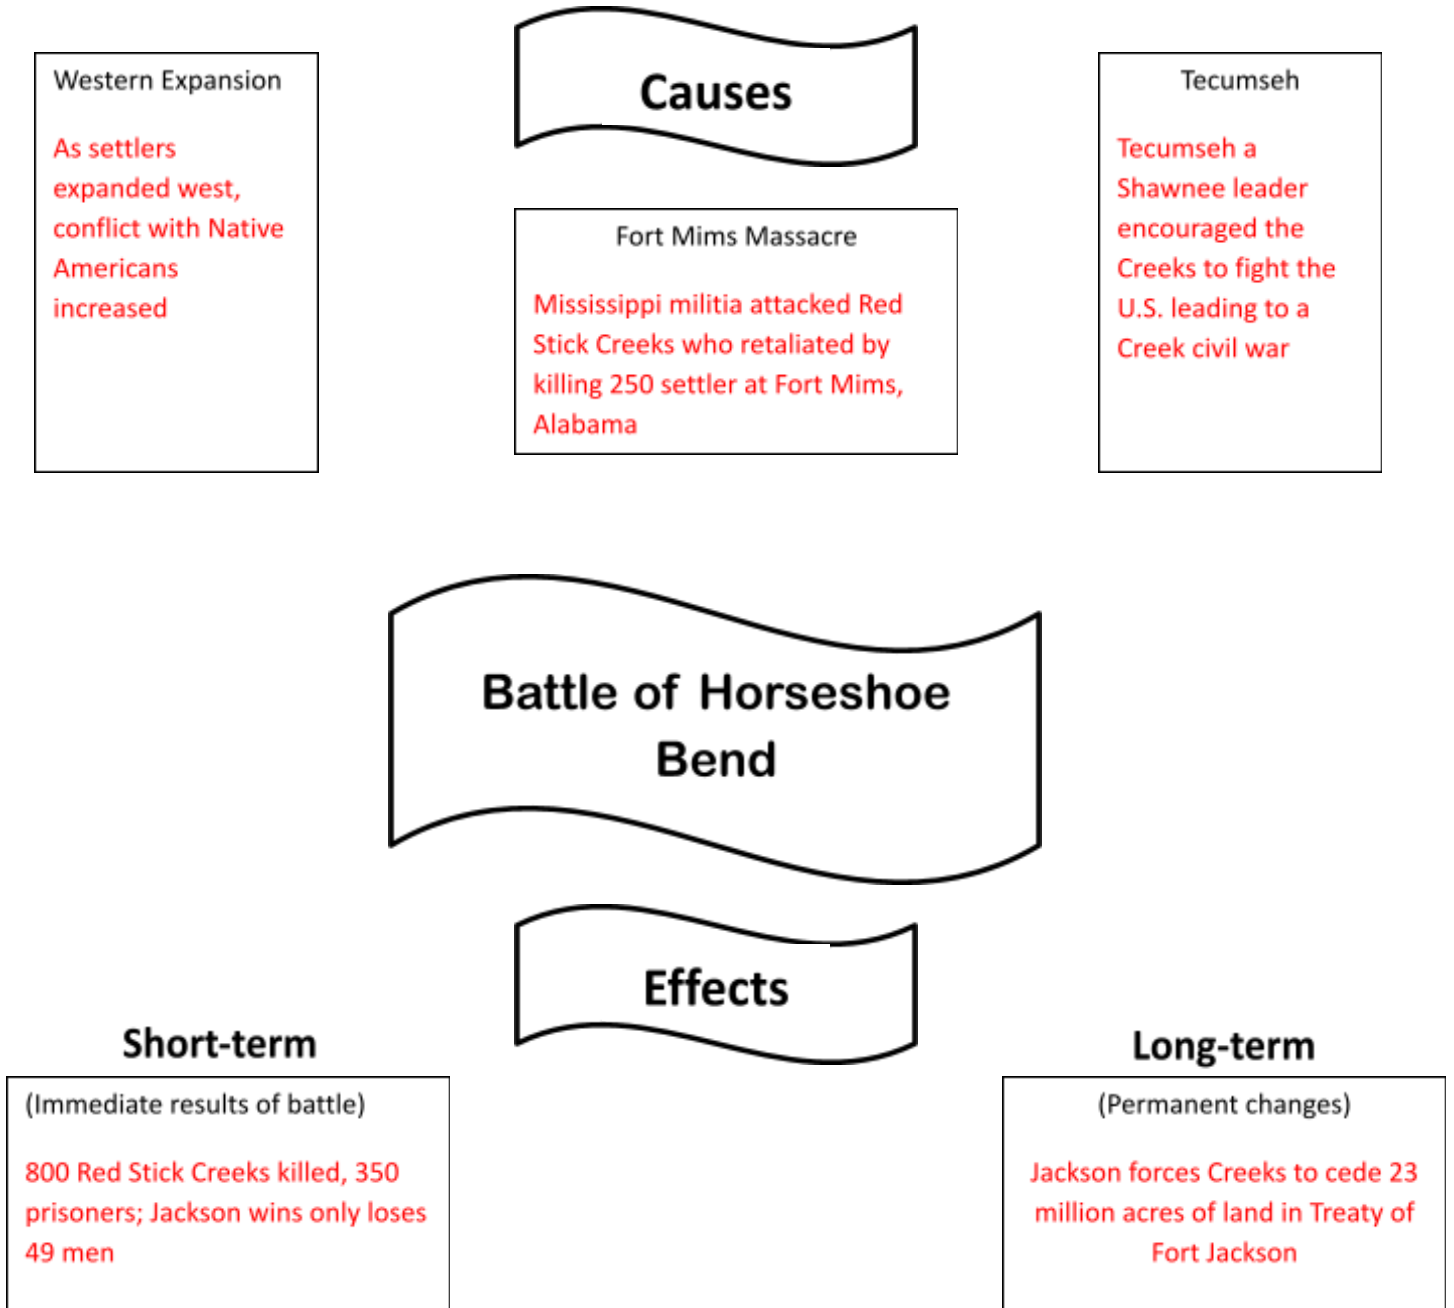 Causes
Western Expansion
As settlers
expanded west,
conflict with Native
Americans
increased
Fort Mims Massacre
Mississippi militia attacked Red
Stick Creeks who retaliated by
killing 250 settler at Fort Mims,
Alabama
Tecumseh
Tecumseh a
Shawnee leader
encouraged the
Creeks to fight the
U.S. leading to a
Creek civil war
Battle of Horseshoe
Bend
Effects
Short-term
(Immediate results of battle)
800 Red Stick Creeks killed, 350
prisoners; Jackson wins only loses
49 men
Long-term
(Permanent changes)
Jackson forces Creeks to cede 23
million acres of land in Treaty of
Fort Jackson